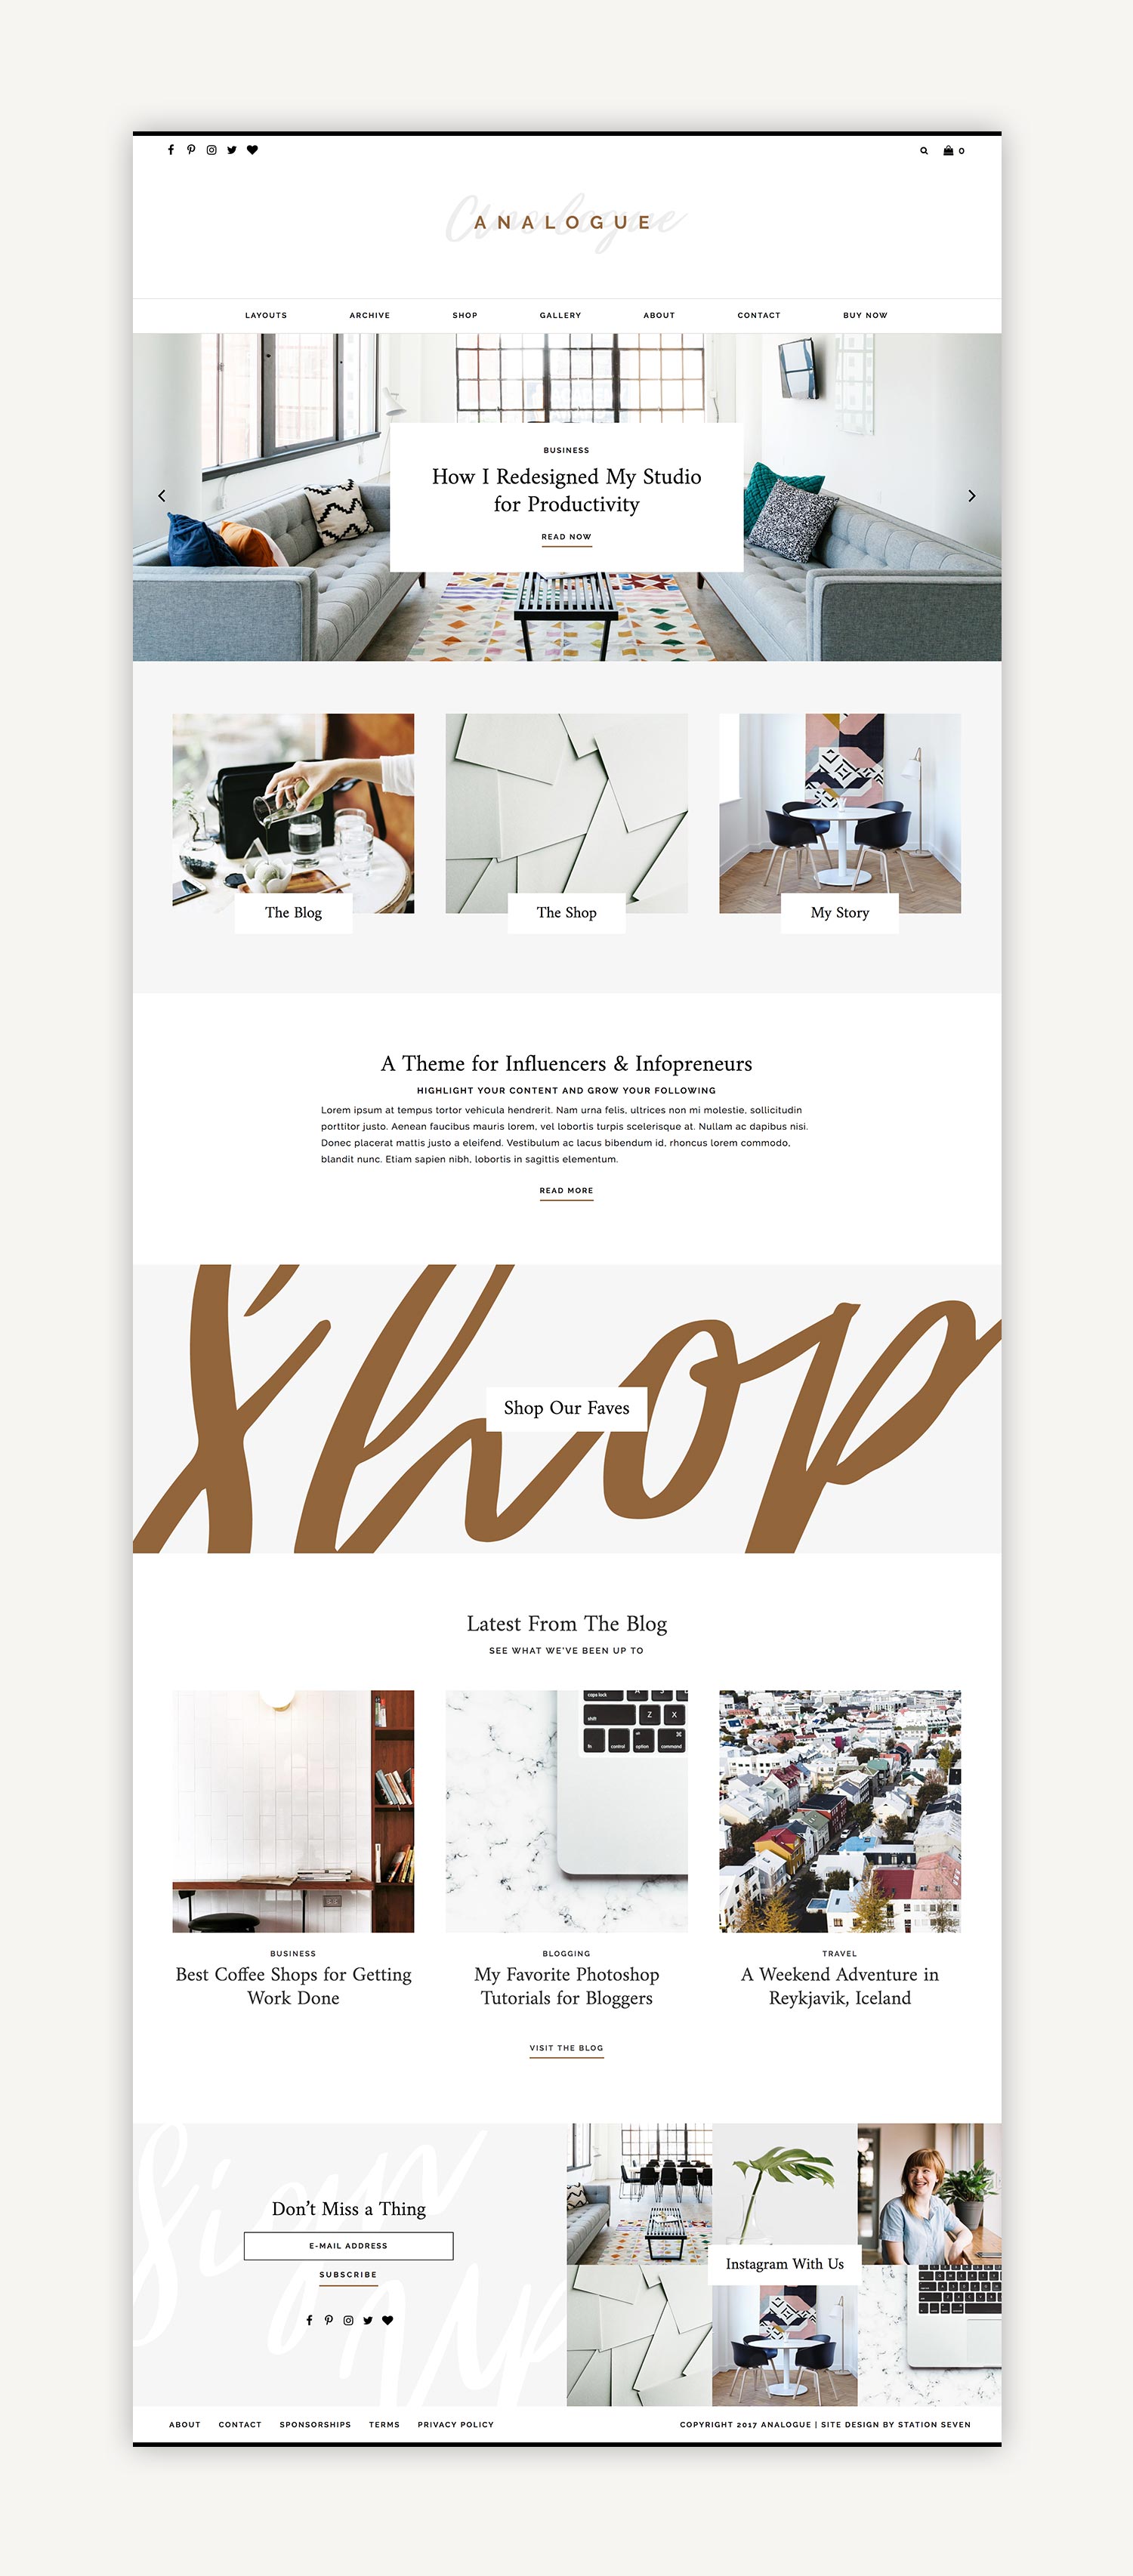 0
Analogue
ANALOGUE
LAYOUTS ARCHIVE SHOP GALLERY ABOUT CONTACT BUY NOW
BUSINESS
How I Redesigned My Studio
for Productivity
READ NOW
The Blog
The Shop
My Story
A Theme for Influencers & Infopreneurs
HIGHLIGHT YOUR CONTENT AND GROW YOUR FOLLOWING
Lorem ipsum at tempus tortor vehicula hendrerit. Nam urna felis, ultrices non mi molestie, sollicitudin
porttitor justo. Aenean faucibus mauris lorem, vel lobortis turpis scelerisque at. Nullam ac dapibus nisi.
Donec placerat mattis justo a eleifend. Vestibulum ac lacus bibendum id, rhoncus lorem commodo,
blandit nunc. Etiam sapien nibh, lobortis in sagittis elementum.
READ MORE
Shop
Shop Our Faves
Latest From The Blog
SEE WHAT WE'VE BEEN UP TO
caps lock A S
shift Z X
fn control option command
BUSINESS
Best Coffee Shops for Getting
Work Done
BLOGGING
My Favorite Photoshop
Tutorials for Bloggers
TRAVEL
A Weekend Adventure in
Reykjavik, Iceland
VISIT THE BLOG
Sign
Up
Don't Miss a Thing
E-MAIL ADDRESS
SUBSCRIBE
Instagram With Us
ABOUT CONTACT SPONSORSHIPS TERMS PRIVACY POLICY
COPYRIGHT 2017 ANALOGUE | SITE DESIGN BY STATION SEVEN